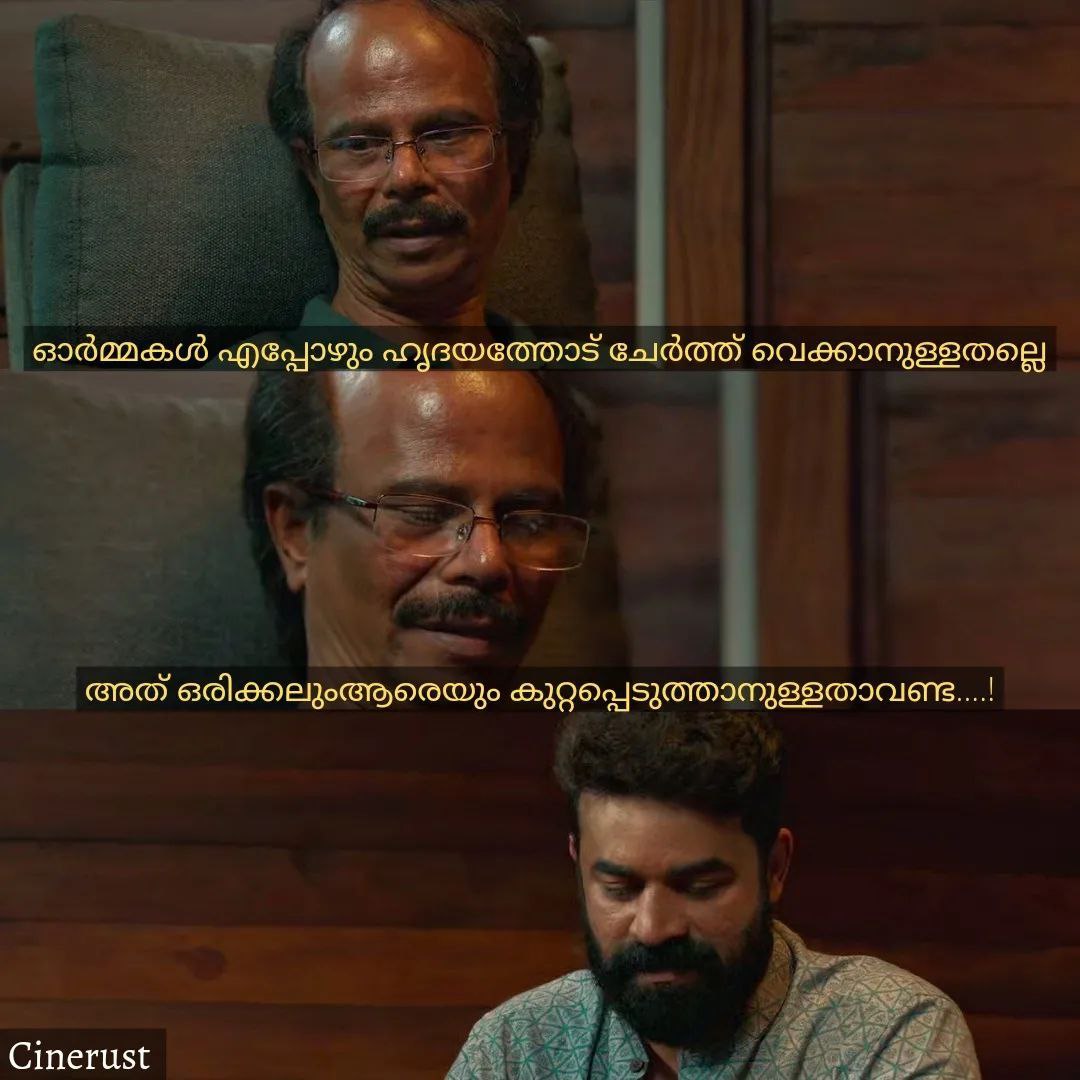 ഓർമ്മകൾ എപ്പോഴും ഹൃദയത്തോട് ചേർത്ത് വെക്കാനുള്ളതല്ലെ
അത് ഒരിക്കലുംആരെയും കുറ്റപ്പെടുത്താനുള്ളതാവണ്ട....!
Cinerust